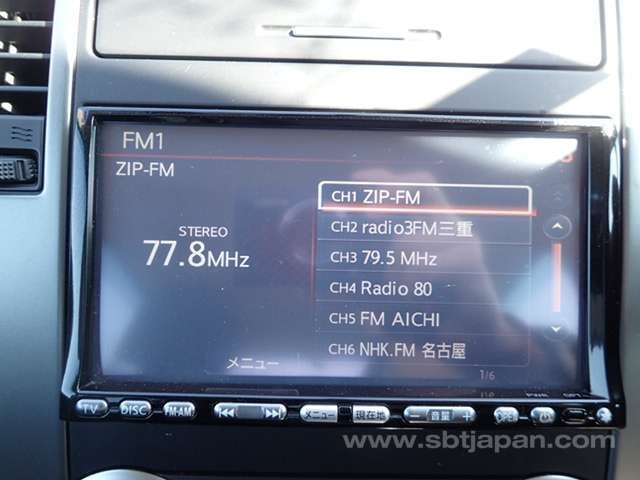 FM1
ZIP-FM
STEREO
77.8MHz
メニュー
CH1 ZIP-FM
CH2 radio3FM三重
CH3 79.5 MHz
CH4 Radio 80
CH5 FM AICHI
CH6 NHK.FM 名古屋
1/6
TV DISC FM·AM メニュー 現在地 − 音量 +
www.sbtjapan.com/